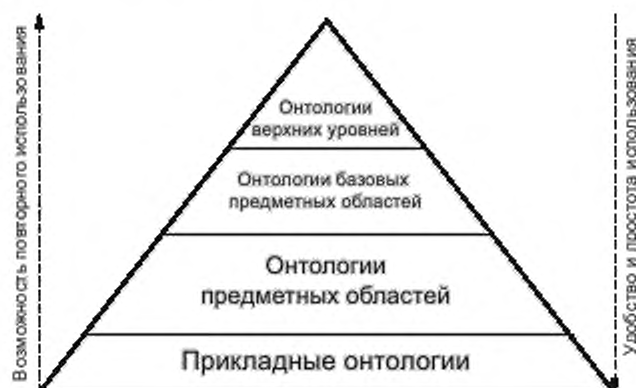 Возможность повторного использования
Онтологии
верхних уровней
Онтологии базовых
предметных областей
Онтологии
предметных областей
Прикладные онтологии
Удобство и простота использования